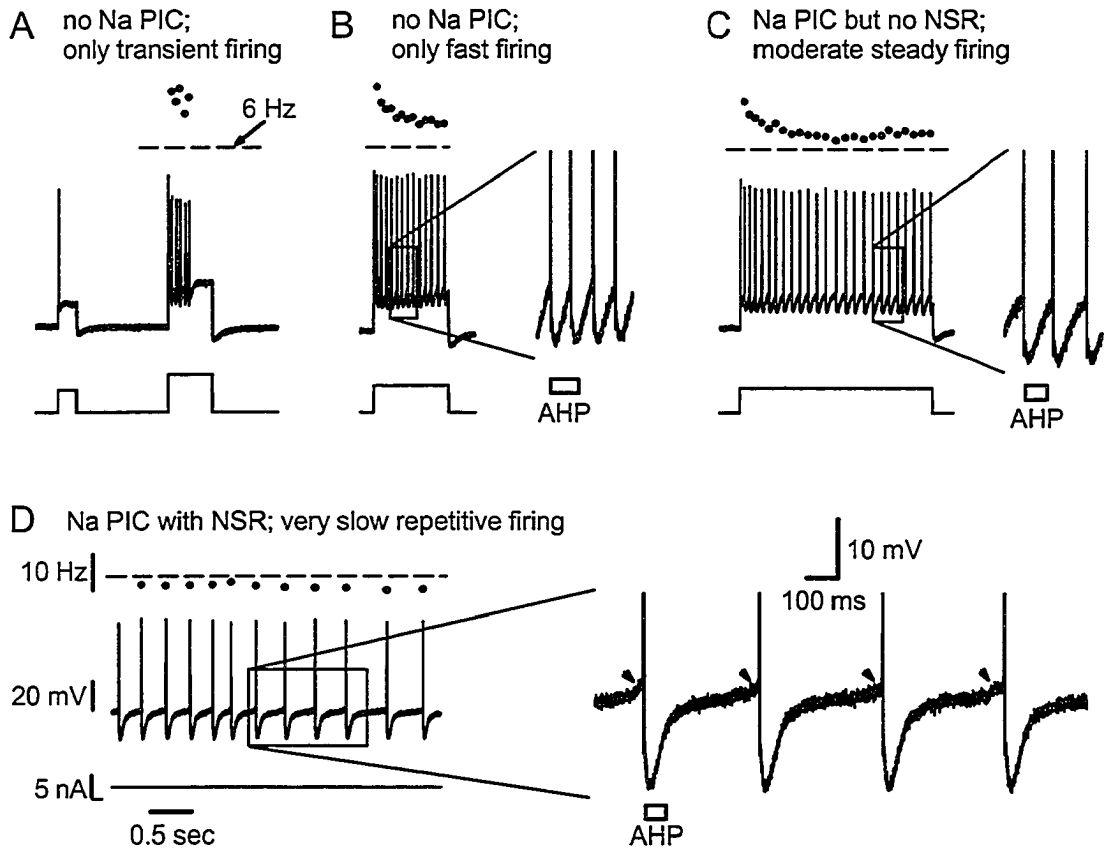 A no Na PIC;
only transient firing
B no Na PIC;
only fast firing
C Na PIC but no NSR;
moderate steady firing
6 Hz
AHP
AHP
D Na PIC with NSR; very slow repetitive firing
10 Hz
20 mV
5 nA
0.5 sec
10 mV
100 ms
AHP